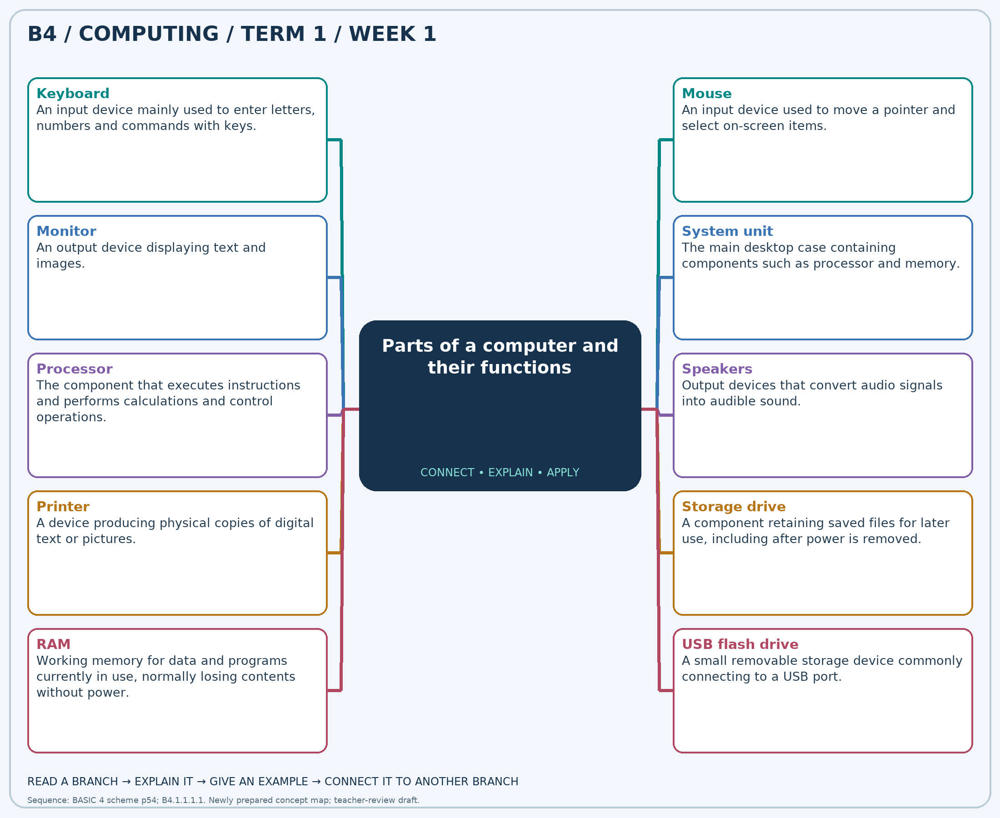 B4 / COMPUTING / TERM 1 / WEEK 1
Keyboard
An input device mainly used to enter letters,
numbers and commands with keys.
Mouse
An input device used to move a pointer and
select on-screen items.
Monitor
An output device displaying text and
images.
System unit
The main desktop case containing
components such as processor and memory.
Parts of a computer and
their functions
CONNECT • EXPLAIN • APPLY
Processor
The component that executes instructions
and performs calculations and control
operations.
Speakers
Output devices that convert audio signals
into audible sound.
Printer
A device producing physical copies of digital
text or pictures.
Storage drive
A component retaining saved files for later
use, including after power is removed.
RAM
Working memory for data and programs
currently in use, normally losing contents
without power.
USB flash drive
A small removable storage device commonly
connecting to a USB port.
READ A BRANCH → EXPLAIN IT → GIVE AN EXAMPLE → CONNECT IT TO ANOTHER BRANCH
Sequence: BASIC 4 scheme p54; B4.1.1.1.1. Newly prepared concept map; teacher-review draft.